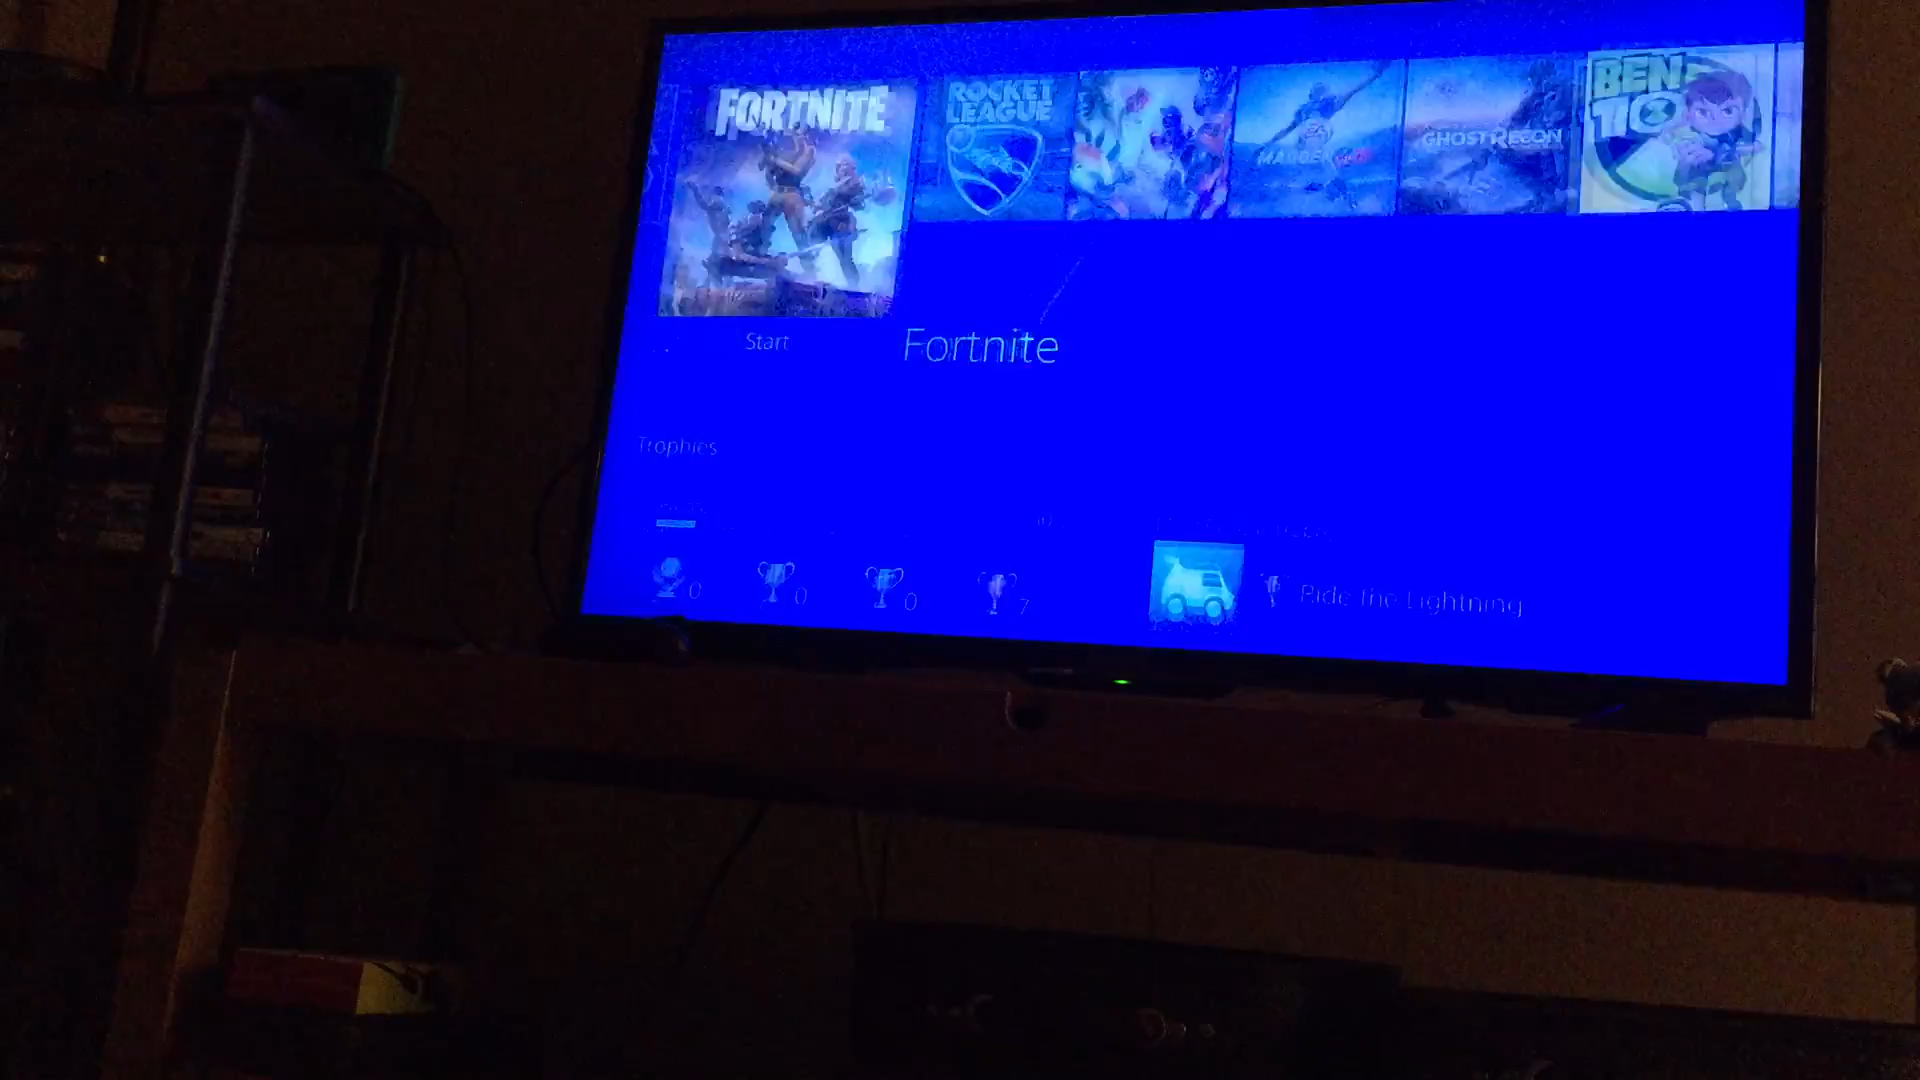 FORTNITE
ROCKET
LEAGUE
MADDEN
GHOST RECON
BEN
10
Start
Fortnite
Trophies
0
0
0
7
Ride the Lightning